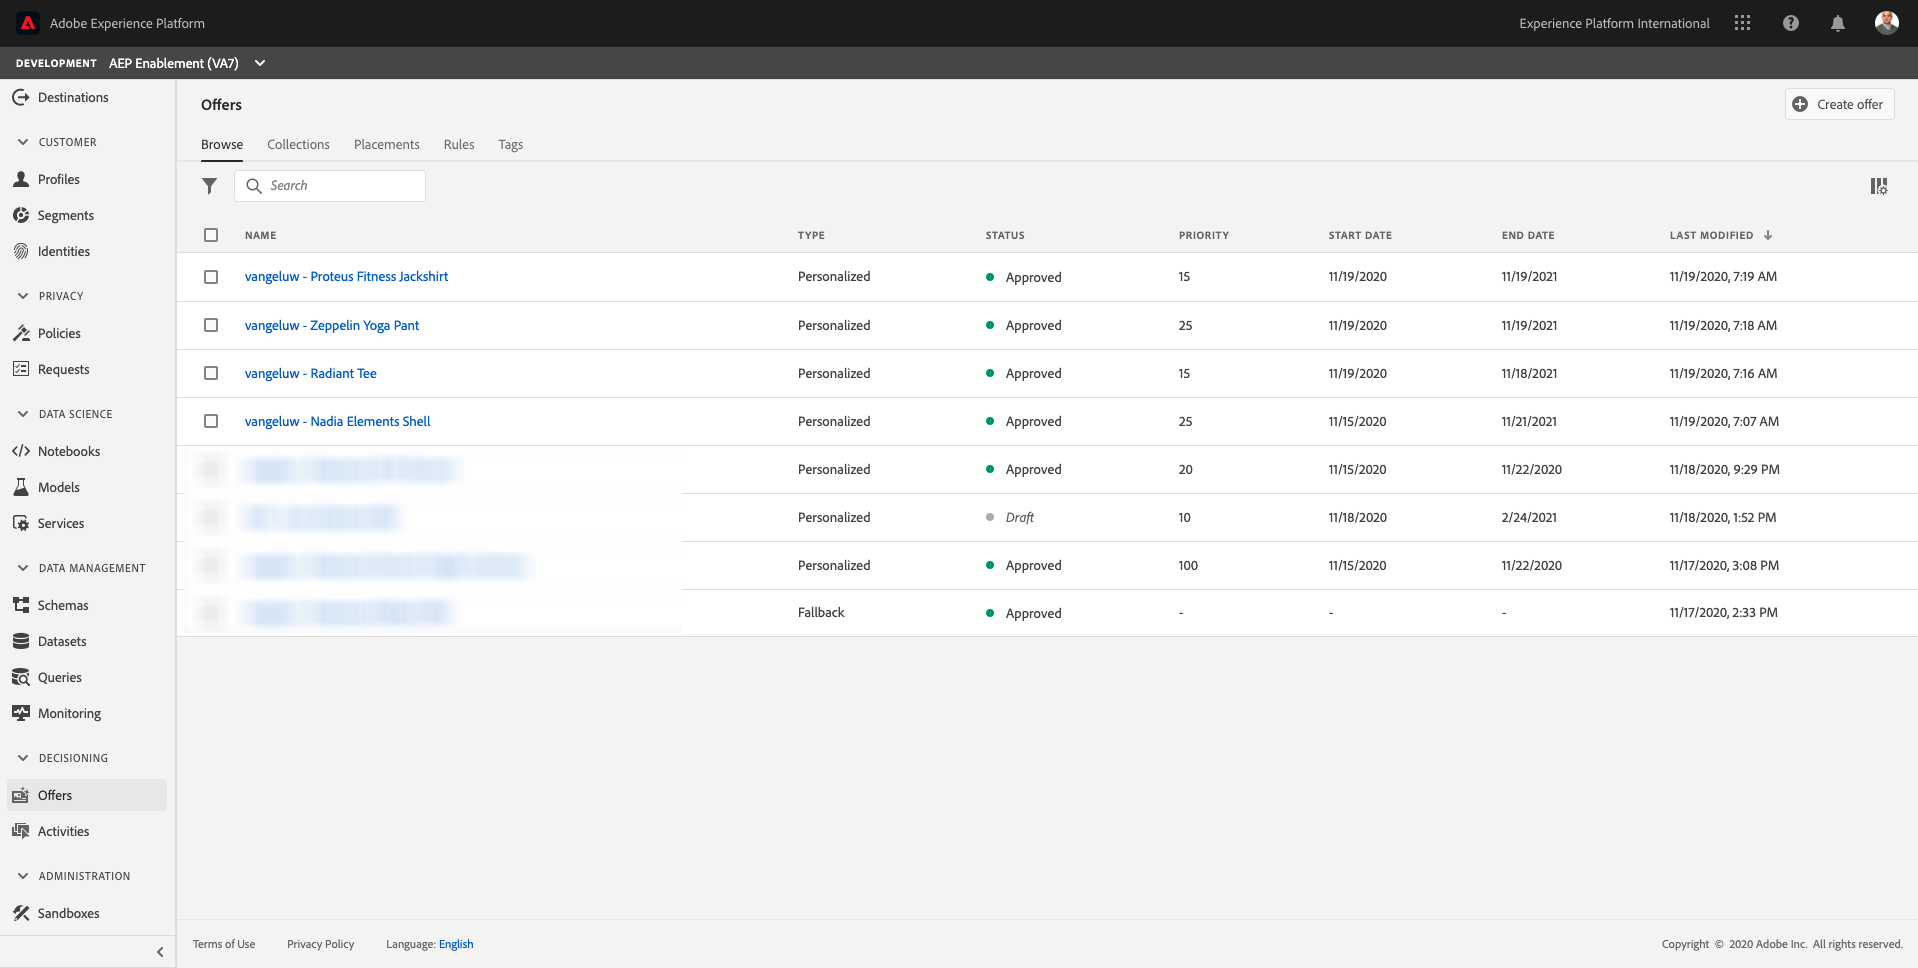 Adobe Experience Platform
Experience Platform International
DEVELOPMENT AEP Enablement (VA7)
Destinations
CUSTOMER
Profiles
Segments
Identities
PRIVACY
Policies
Requests
DATA SCIENCE
Notebooks
Models
Services
DATA MANAGEMENT
Schemas
Datasets
Queries
Monitoring
DECISIONING
Offers
Activities
ADMINISTRATION
Sandboxes
Offers
Create offer
Browse Collections Placements Rules Tags
Search
NAME TYPE STATUS PRIORITY START DATE END DATE LAST MODIFIED
vangeluw - Proteus Fitness Jackshirt Personalized Approved 15 11/19/2020 11/19/2021 11/19/2020, 7:19 AM
vangeluw - Zeppelin Yoga Pant Personalized Approved 25 11/19/2020 11/19/2021 11/19/2020, 7:18 AM
vangeluw - Radiant Tee Personalized Approved 15 11/19/2020 11/18/2021 11/19/2020, 7:16 AM
vangeluw - Nadia Elements Shell Personalized Approved 25 11/15/2020 11/21/2021 11/19/2020, 7:07 AM
Personalized Approved 20 11/15/2020 11/22/2020 11/18/2020, 9:29 PM
Personalized Draft 10 11/18/2020 2/24/2021 11/18/2020, 1:52 PM
Personalized Approved 100 11/15/2020 11/22/2020 11/17/2020, 3:08 PM
Fallback Approved - - - 11/17/2020, 2:33 PM
Terms of Use Privacy Policy Language: English
Copyright © 2020 Adobe Inc. All rights reserved.